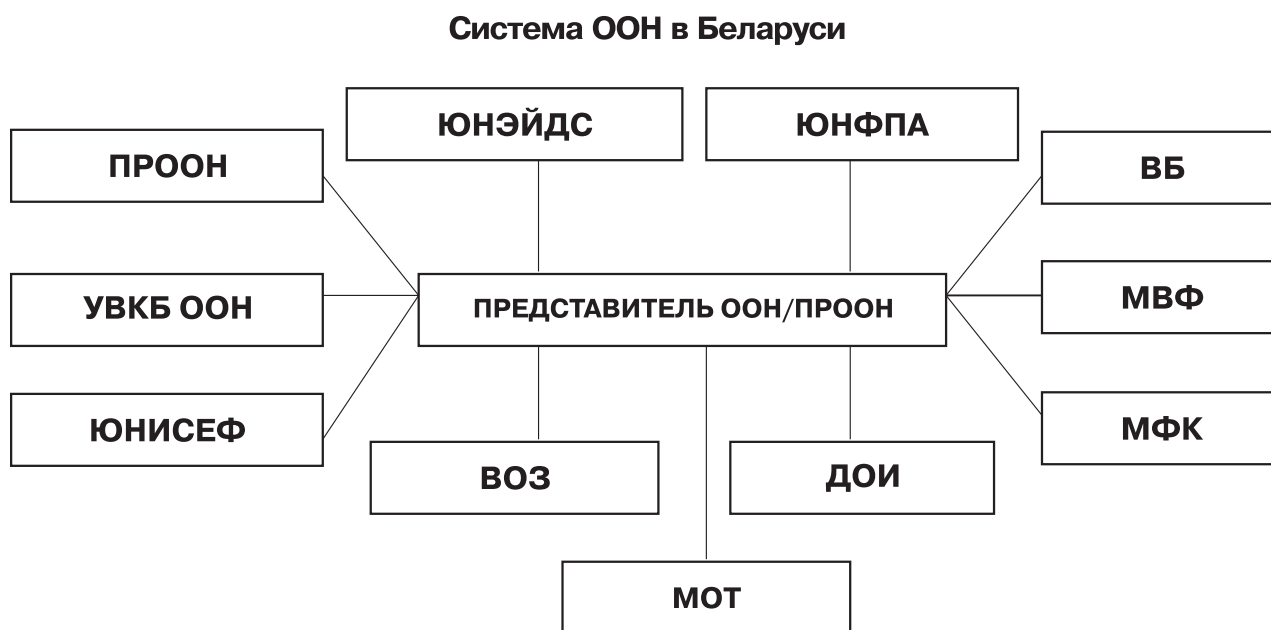 Система ООН в Беларуси
ЮНЭЙДС
ЮНФПА
ПРООН
ВБ
УВКБ ООН
ПРЕДСТАВИТЕЛЬ ООН/ПРООН
МВФ
ЮНИСЕФ
МФК
ВОЗ
ДОИ
МОТ